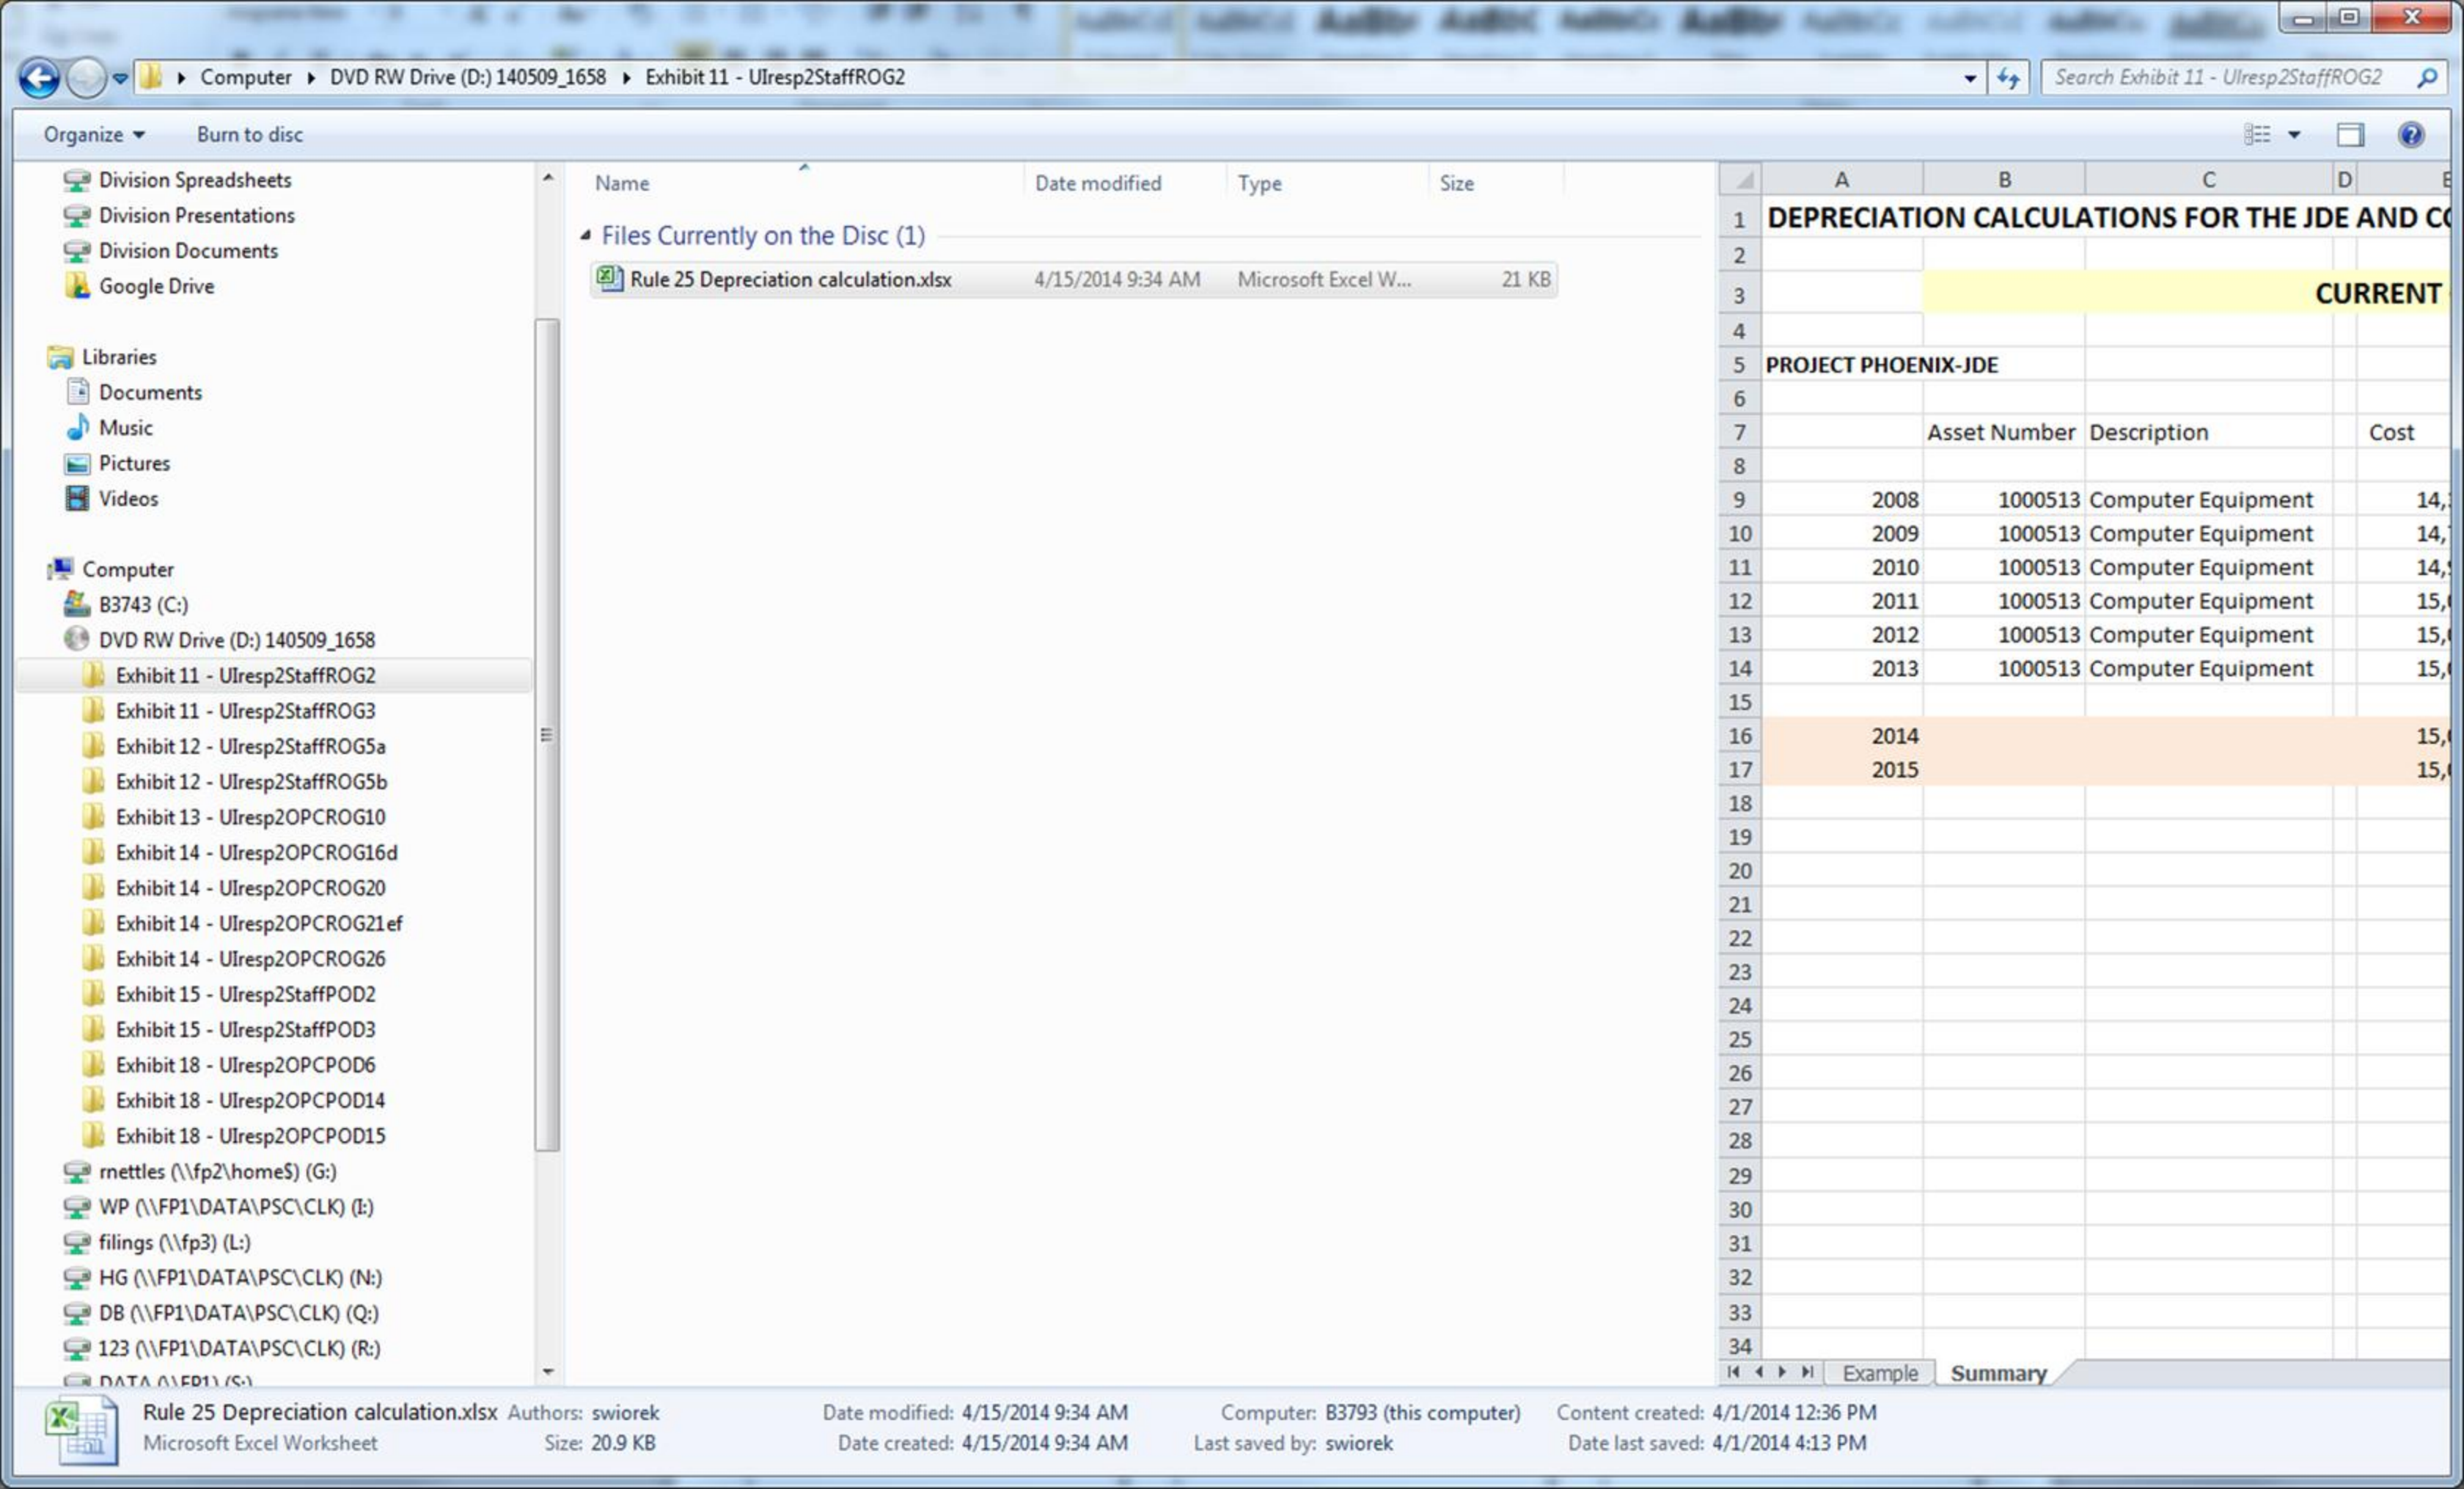 Computer ▸ DVD RW Drive (D:) 140509_1658 ▸ Exhibit 11 - UIresp2StaffROG2
Search Exhibit 11 - UIresp2StaffROG2
Organize
Burn to disc
Division Spreadsheets
Division Presentations
Division Documents
Google Drive
Libraries
Documents
Music
Pictures
Videos
Computer
B3743 (C:)
DVD RW Drive (D:) 140509_1658
Exhibit 11 - UIresp2StaffROG2
Exhibit 11 - UIresp2StaffROG3
Exhibit 12 - UIresp2StaffROG5a
Exhibit 12 - UIresp2StaffROG5b
Exhibit 13 - UIresp2OPCROG10
Exhibit 14 - UIresp2OPCROG16d
Exhibit 14 - UIresp2OPCROG20
Exhibit 14 - UIresp2OPCROG21ef
Exhibit 14 - UIresp2OPCROG26
Exhibit 15 - UIresp2StaffPOD2
Exhibit 15 - UIresp2StaffPOD3
Exhibit 18 - UIresp2OPCPOD6
Exhibit 18 - UIresp2OPCPOD14
Exhibit 18 - UIresp2OPCPOD15
rnettles (\\fp2\home$) (G:)
WP (\\FP1\DATA\PSC\CLK) (I:)
filings (\\fp3) (L:)
HG (\\FP1\DATA\PSC\CLK) (N:)
DB (\\FP1\DATA\PSC\CLK) (Q:)
123 (\\FP1\DATA\PSC\CLK) (R:)
DATA (\\FP1) (S:)
Name Date modified Type Size
Files Currently on the Disc (1)
Rule 25 Depreciation calculation.xlsx 4/15/2014 9:34 AM Microsoft Excel W... 21 KB
A B C D E
1 DEPRECIATION CALCULATIONS FOR THE JDE AND
2
3 CURRENT
4
5 PROJECT PHOENIX-JDE
6
7 Asset Number Description Cost
8
9 2008 1000513 Computer Equipment 14,
10 2009 1000513 Computer Equipment 14,
11 2010 1000513 Computer Equipment 14,
12 2011 1000513 Computer Equipment 15,
13 2012 1000513 Computer Equipment 15,
14 2013 1000513 Computer Equipment 15,
15
16 2014 15,
17 2015 15,
18
19
20
21
22
23
24
25
26
27
28
29
30
31
32
33
34
Example Summary
Rule 25 Depreciation calculation.xlsx Authors: swiorek Date modified: 4/15/2014 9:34 AM Computer: B3793 (this computer) Content created: 4/1/2014 12:36 PM
Microsoft Excel Worksheet Size: 20.9 KB Date created: 4/15/2014 9:34 AM Last saved by: swiorek Date last saved: 4/1/2014 4:13 PM